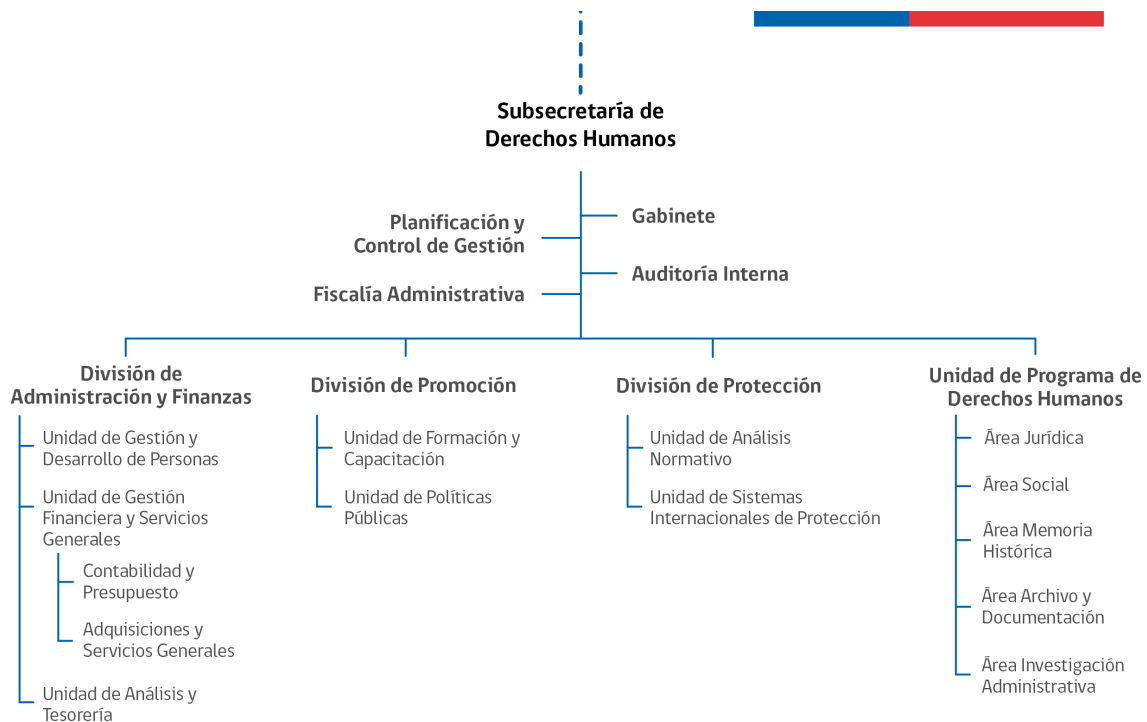 Subsecretaría de
Derechos Humanos
Planificación y
Control de Gestión
Gabinete
Auditoría Interna
Fiscalía Administrativa
División de
Administración y Finanzas
Unidad de Gestión y
Desarrollo de Personas
Unidad de Gestión
Financiera y Servicios
Generales
Contabilidad y
Presupuesto
Adquisiciones y
Servicios Generales
Unidad de Análisis y
Tesorería
División de Promoción
Unidad de Formación y
Capacitación
Unidad de Políticas
Públicas
División de Protección
Unidad de Análisis
Normativo
Unidad de Sistemas
Internacionales de Protección
Unidad de Programa de
Derechos Humanos
Área Jurídica
Área Social
Área Memoria
Histórica
Área Archivo y
Documentación
Área Investigación
Administrativa